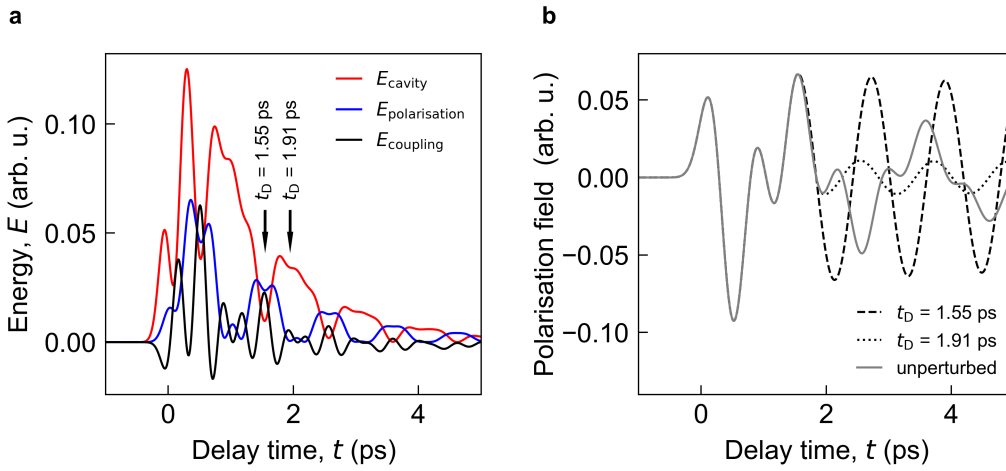 a
Energy, E (arb. u.)
0.10
0.05
0.00
0
2
4
Delay time, t (ps)
E_cavity
E_polarisation
E_coupling
t_D = 1.55 ps
t_D = 1.91 ps
b
Polarisation field (arb. u.)
0.05
0.00
−0.05
−0.10
0
2
4
Delay time, t (ps)
t_D = 1.55 ps
t_D = 1.91 ps
unperturbed